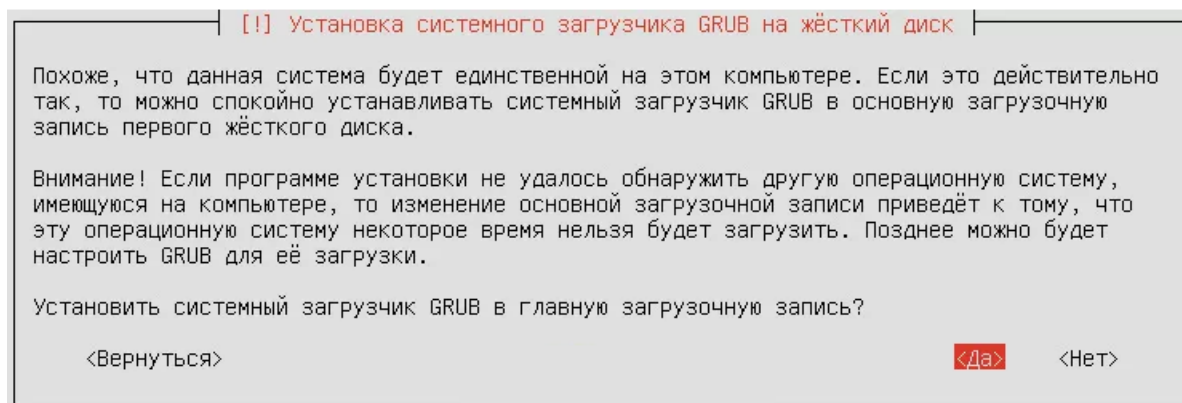 [!] Установка системного загрузчика GRUB на жёсткий диск
Похоже, что данная система будет единственной на этом компьютере. Если это действительно
так, то можно спокойно устанавливать системный загрузчик GRUB в основную загрузочную
запись первого жёсткого диска.
Внимание! Если программе установки не удалось обнаружить другую операционную систему,
имеющуюся на компьютере, то изменение основной загрузочной записи приведёт к тому, что
эту операционную систему некоторое время нельзя будет загрузить. Позднее можно будет
настроить GRUB для её загрузки.
Установить системный загрузчик GRUB в главную загрузочную запись?
<Вернуться> <Да> <Нет>